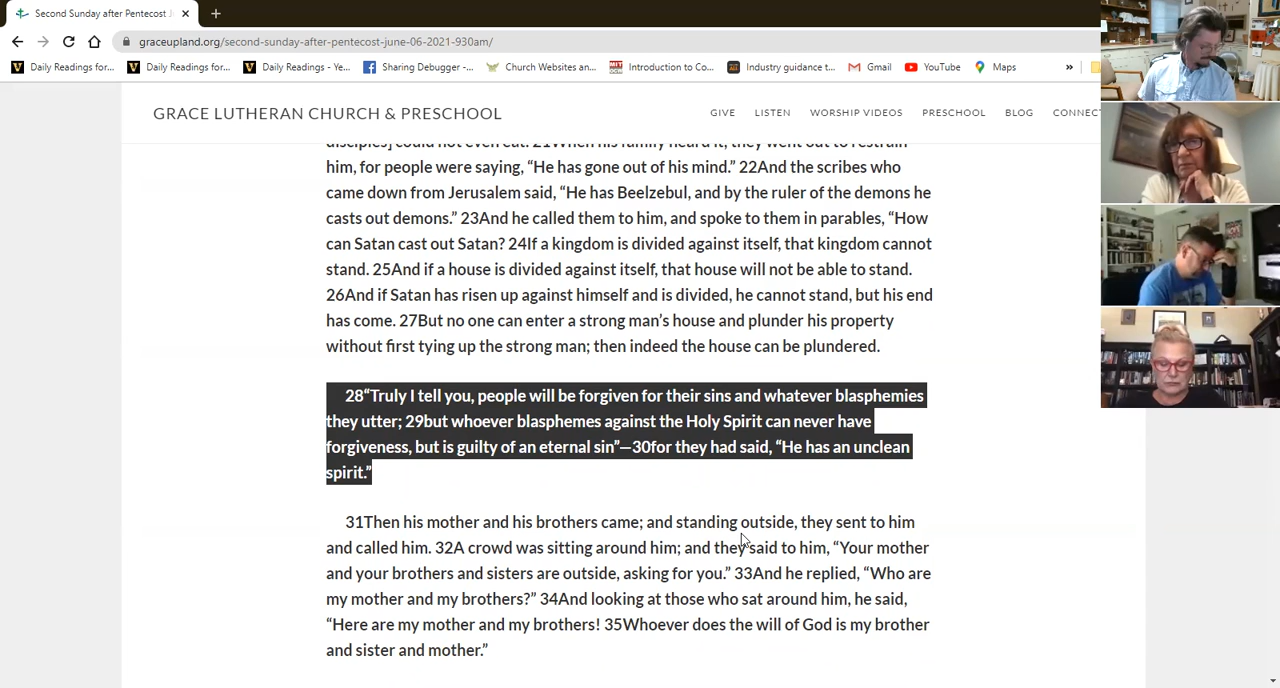 Second Sunday after Pentecost J
graceupland.org/second-sunday-after-pentecost-june-06-2021-930am/
Daily Readings for... Daily Readings for... Daily Readings - Ye... Sharing Debugger -... Church Websites an... Introduction to Co... Industry guidance t... Gmail YouTube Maps »
GRACE LUTHERAN CHURCH & PRESCHOOL GIVE LISTEN WORSHIP VIDEOS PRESCHOOL BLOG CONNECT
disciples] could not even eat. 21When his family heard it, they went out to restrain
him, for people were saying, “He has gone out of his mind.” 22And the scribes who
came down from Jerusalem said, “He has Beelzebul, and by the ruler of the demons he
casts out demons.” 23And he called them to him, and spoke to them in parables, “How
can Satan cast out Satan? 24If a kingdom is divided against itself, that kingdom cannot
stand. 25And if a house is divided against itself, that house will not be able to stand.
26And if Satan has risen up against himself and is divided, he cannot stand, but his end
has come. 27But no one can enter a strong man’s house and plunder his property
without first tying up the strong man; then indeed the house can be plundered.
28“Truly I tell you, people will be forgiven for their sins and whatever blasphemies
they utter; 29but whoever blasphemes against the Holy Spirit can never have
forgiveness, but is guilty of an eternal sin”—30for they had said, “He has an unclean
spirit.”
31Then his mother and his brothers came; and standing outside, they sent to him
and called him. 32A crowd was sitting around him; and they said to him, “Your mother
and your brothers and sisters are outside, asking for you.” 33And he replied, “Who are
my mother and my brothers?” 34And looking at those who sat around him, he said,
“Here are my mother and my brothers! 35Whoever does the will of God is my brother
and sister and mother.”